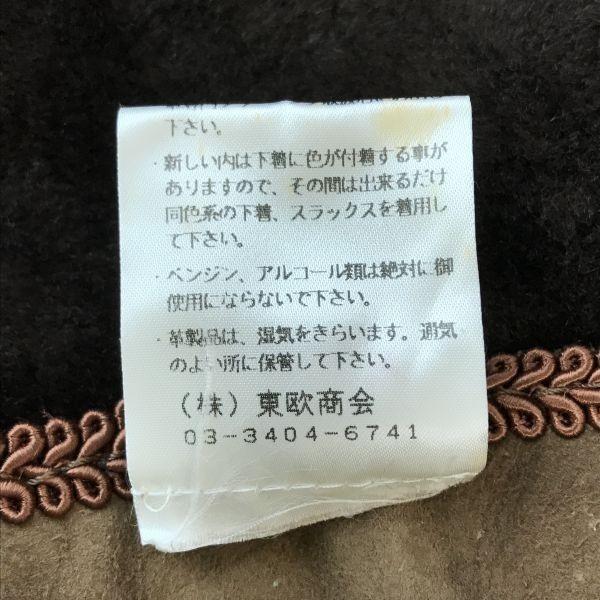 下さい。
・新しい内は下着に色が付着する事が
ありますので、その間は出来るだけ
同色系の下着、スラックスを着用し
て下さい。
・ベンジン、アルコール類は絶対に御
使用にならないで下さい。
・革製品は、湿気をきらいます。通気
のよい所に保管して下さい。
(株)東欧商会
03-3404-6741